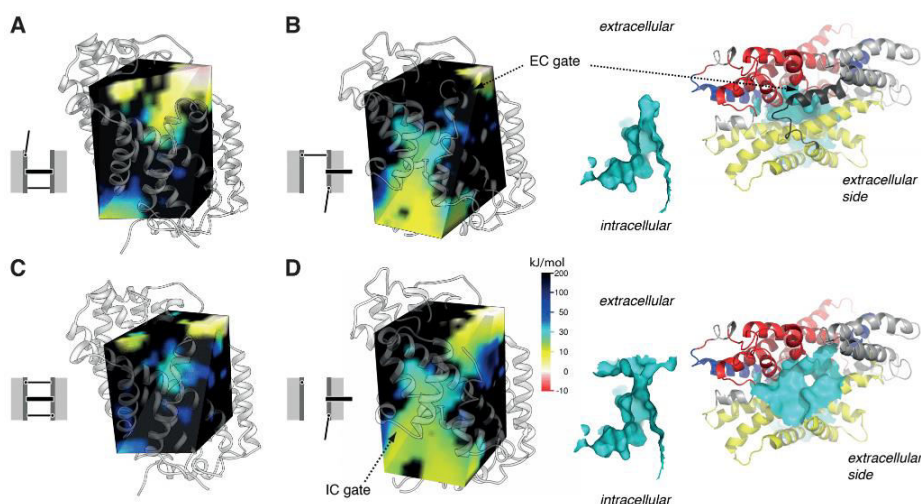 A
B
extracellular
EC gate
intracellular
extracellular
side
C
D
kJ/mol
200
100
50
30
10
0
-10
extracellular
IC gate
intracellular
extracellular
side